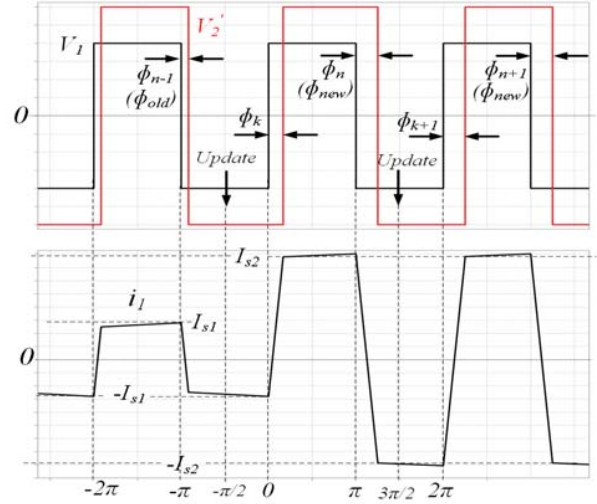 V₁ V₂'
ϕₙ₋₁ ϕₙ ϕₙ₊₁
(ϕₒₗd) (ϕₙₑw) (ϕₙₑw)
0
ϕₖ ϕₖ₊₁
Update Update
Iₛ₂
i₁ Iₛ₁
0
-Iₛ₁
-Iₛ₂
-2π -π -π/2 0 π 3π/2 2π